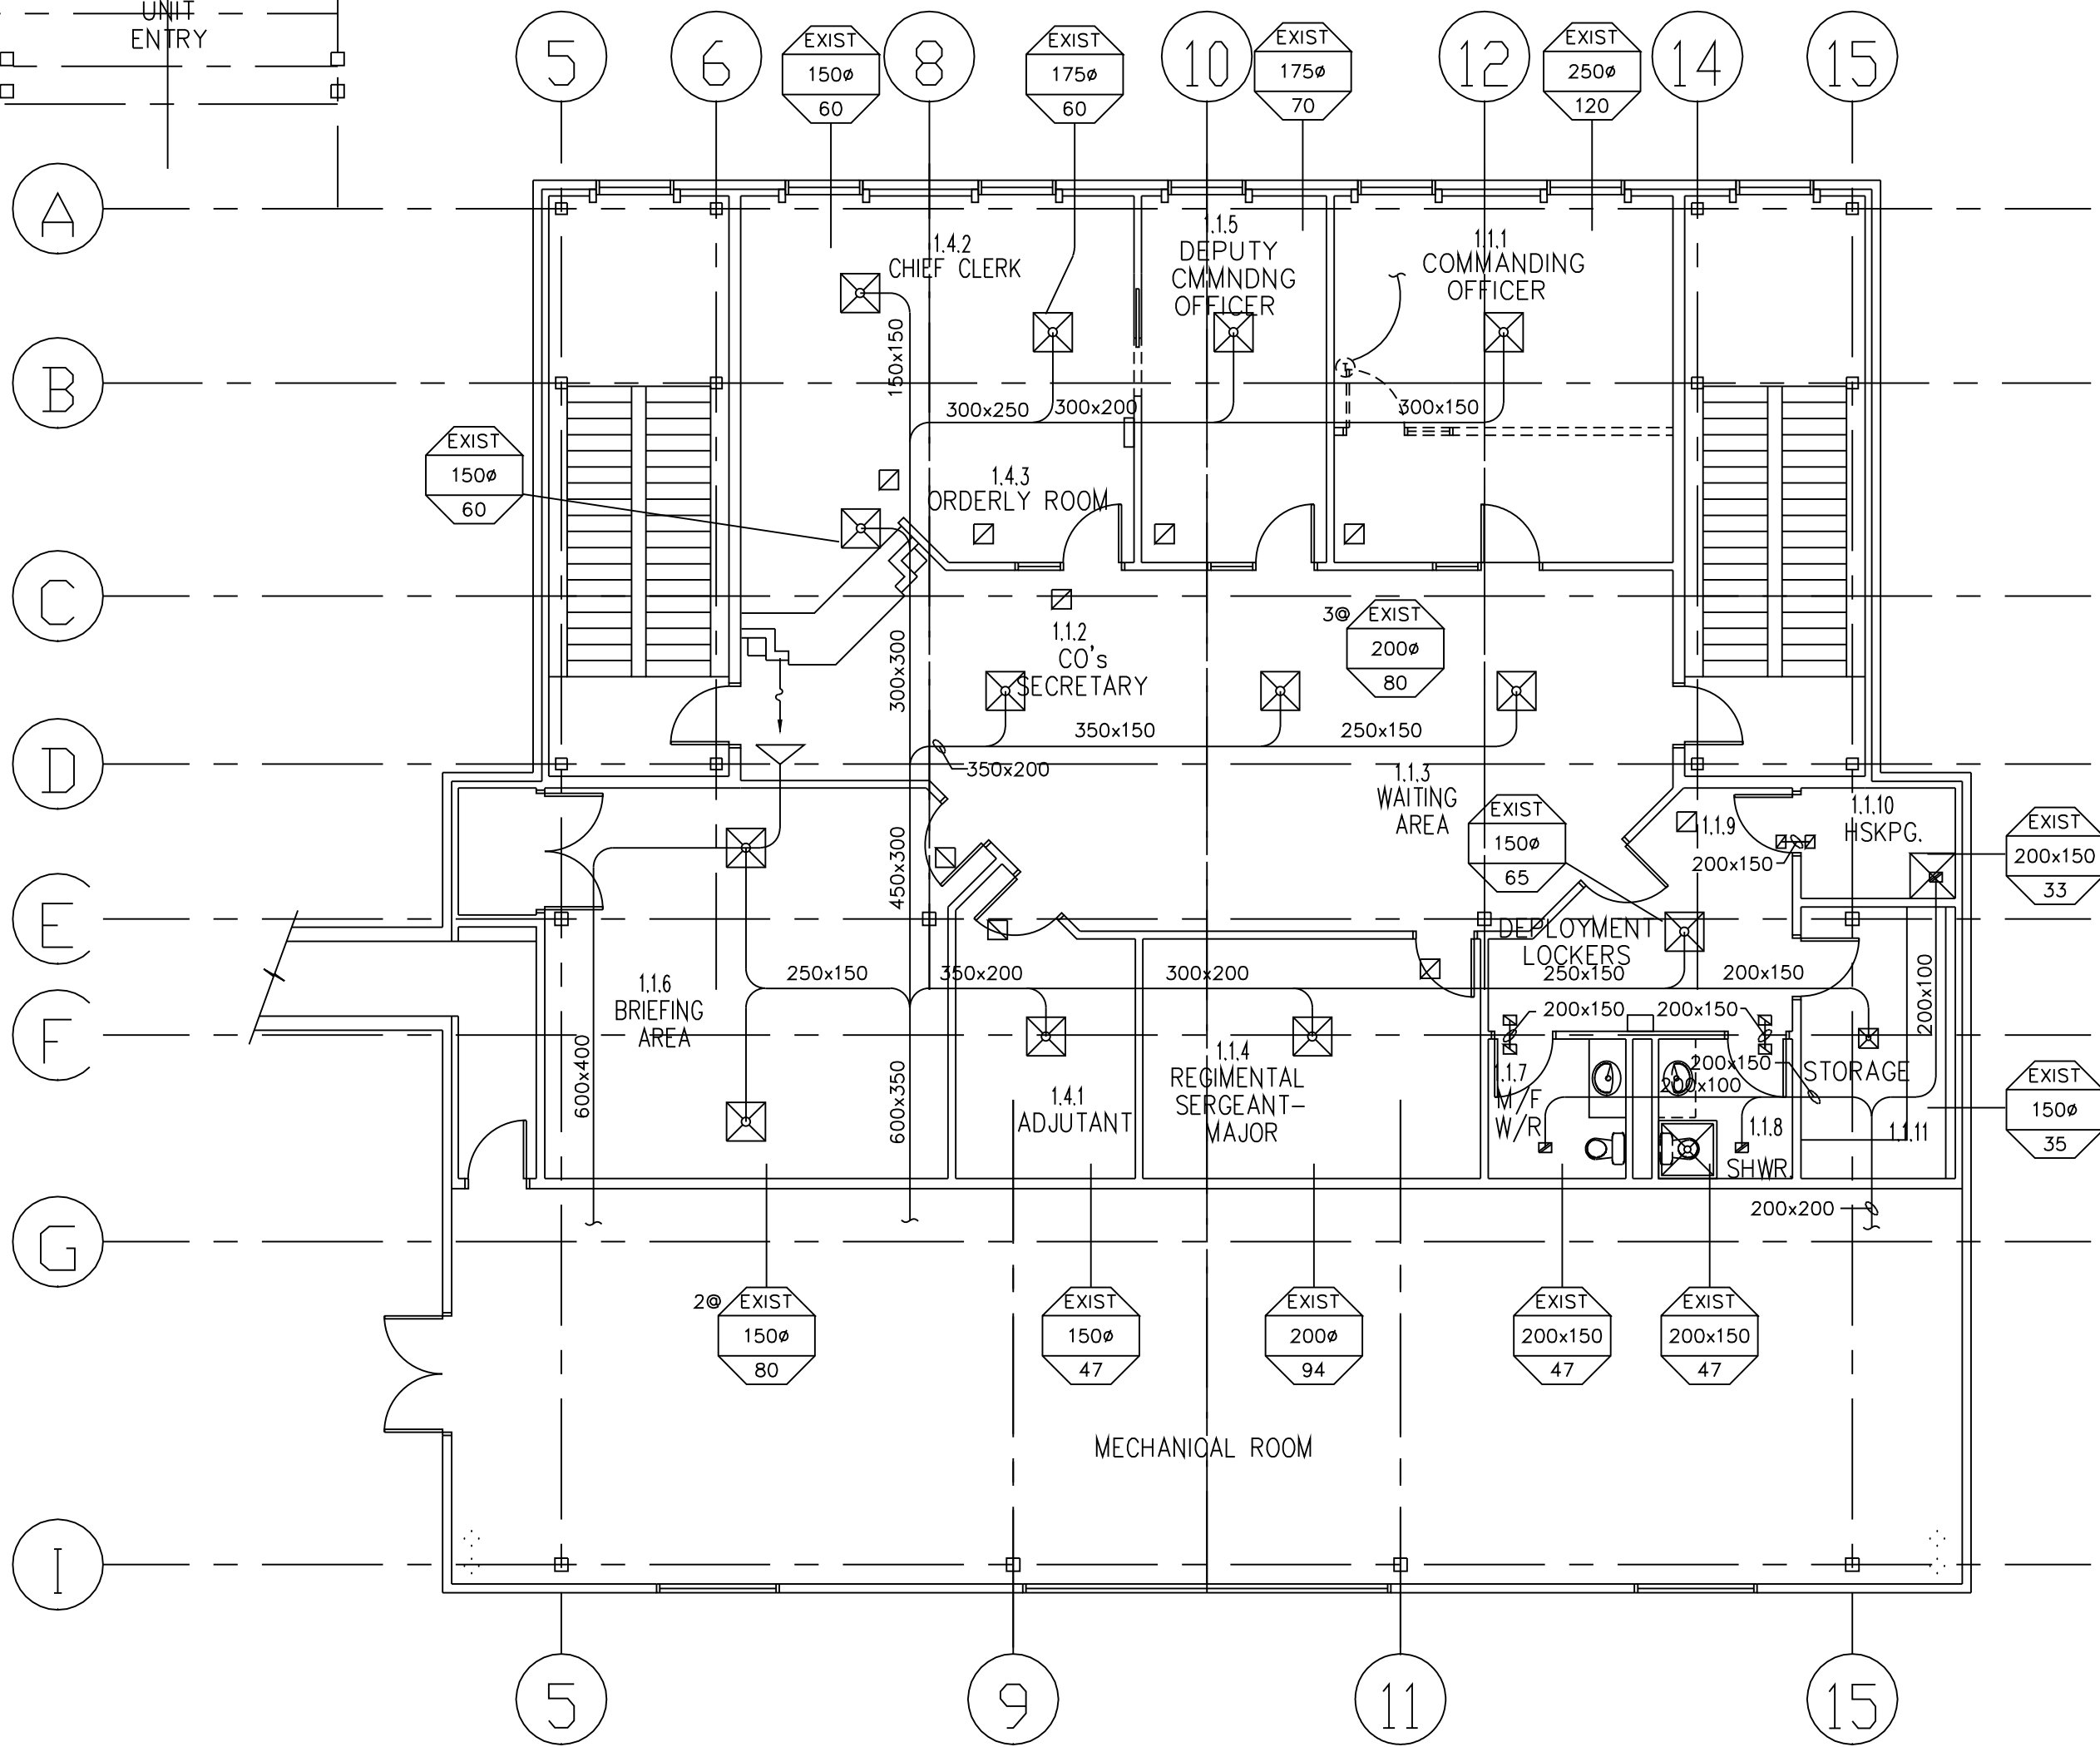 UNIT
ENTRY
5
6
8
10
12
14
15
EXIST
150ø
60
EXIST
175ø
60
EXIST
175ø
70
EXIST
250ø
120
A
B
C
D
E
F
G
I
1.4.2
CHIEF CLERK
1.1.5
DEPUTY
CMMNDNG
OFFICER
1.1.1
COMMANDING
OFFICER
150x150
300x250
300x200
300x150
EXIST
150ø
60
1.4.3
ORDERLY ROOM
3@
EXIST
200ø
80
1.1.2
CO's
SECRETARY
300x300
350x150
250x150
350x200
1.1.3
WAITING
AREA
EXIST
150ø
65
1.1.9
200x150
1.1.10
HSKPG.
EXIST
200x150
33
450x300
DEPLOYMENT
LOCKERS
250x150
350x200
300x200
250x150
200x150
200x100
1.1.6
BRIEFING
AREA
200x150
200x150
600x400
600x350
1.1.4
REGIMENTAL
SERGEANT-
MAJOR
1.4.1
ADJUTANT
1.1.7
M/F
W/R
200x150
200x100
STORAGE
1.1.8
SHWR.
1.1.11
EXIST
150ø
35
200x200
2@
EXIST
150ø
80
EXIST
150ø
47
EXIST
200ø
94
EXIST
200x150
47
EXIST
200x150
47
MECHANICAL ROOM
5
9
11
15